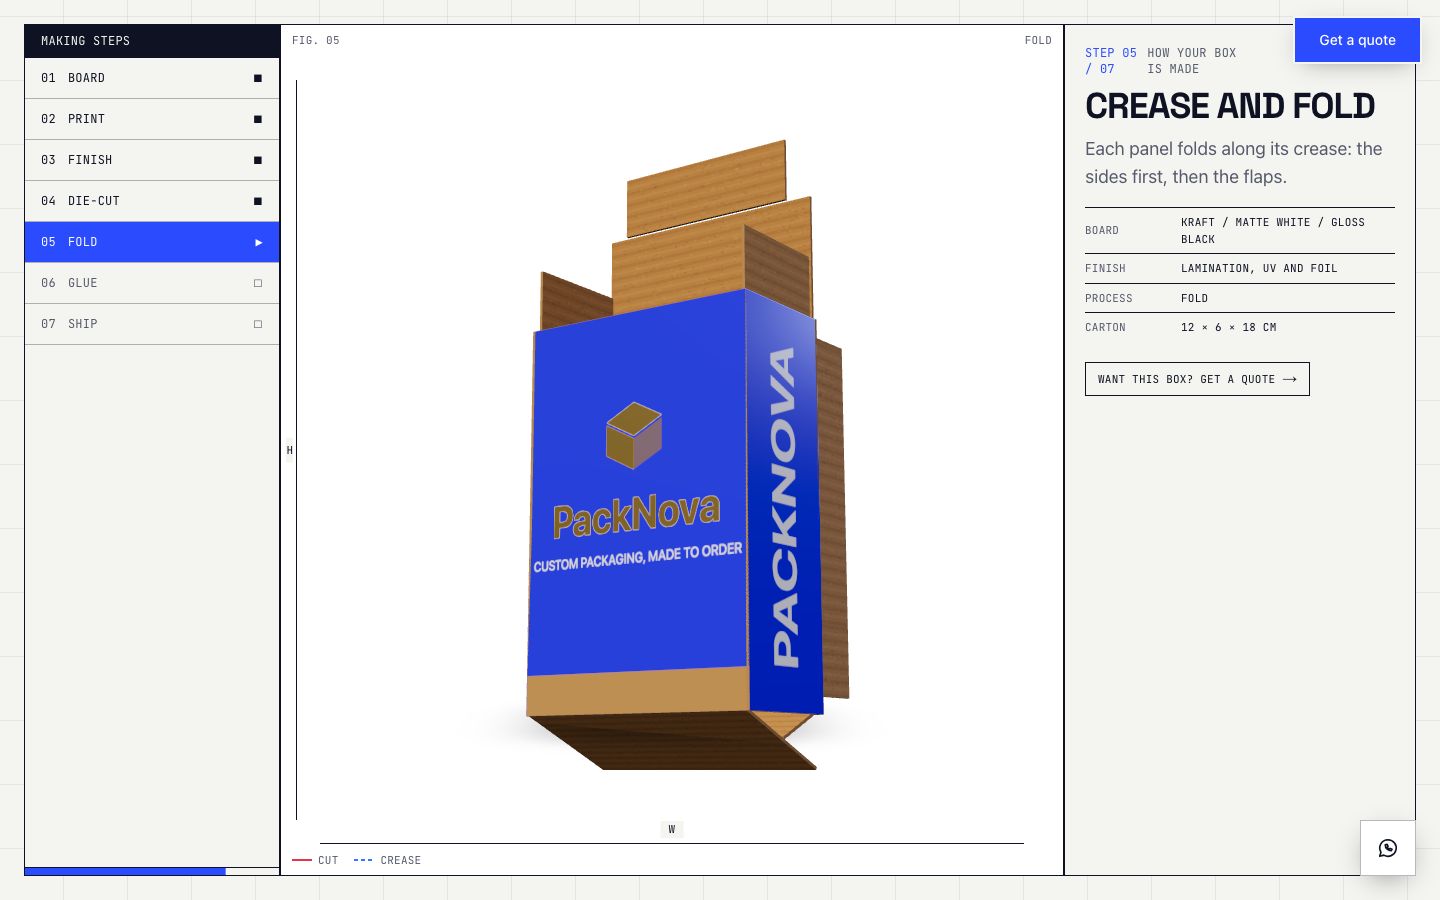 MAKING STEPS
01 BOARD
02 PRINT
03 FINISH
04 DIE-CUT
05 FOLD
06 GLUE
07 SHIP
FIG. 05
FOLD
H
PackNova
CUSTOM PACKAGING, MADE TO ORDER
PACKNOVA
W
CUT
CREASE
Get a quote
STEP 05 / 07
HOW YOUR BOX IS MADE
CREASE AND FOLD
Each panel folds along its crease: the
sides first, then the flaps.
BOARD KRAFT / MATTE WHITE / GLOSS
BLACK
FINISH LAMINATION, UV AND FOIL
PROCESS FOLD
CARTON 12 × 6 × 18 CM
WANT THIS BOX? GET A QUOTE →